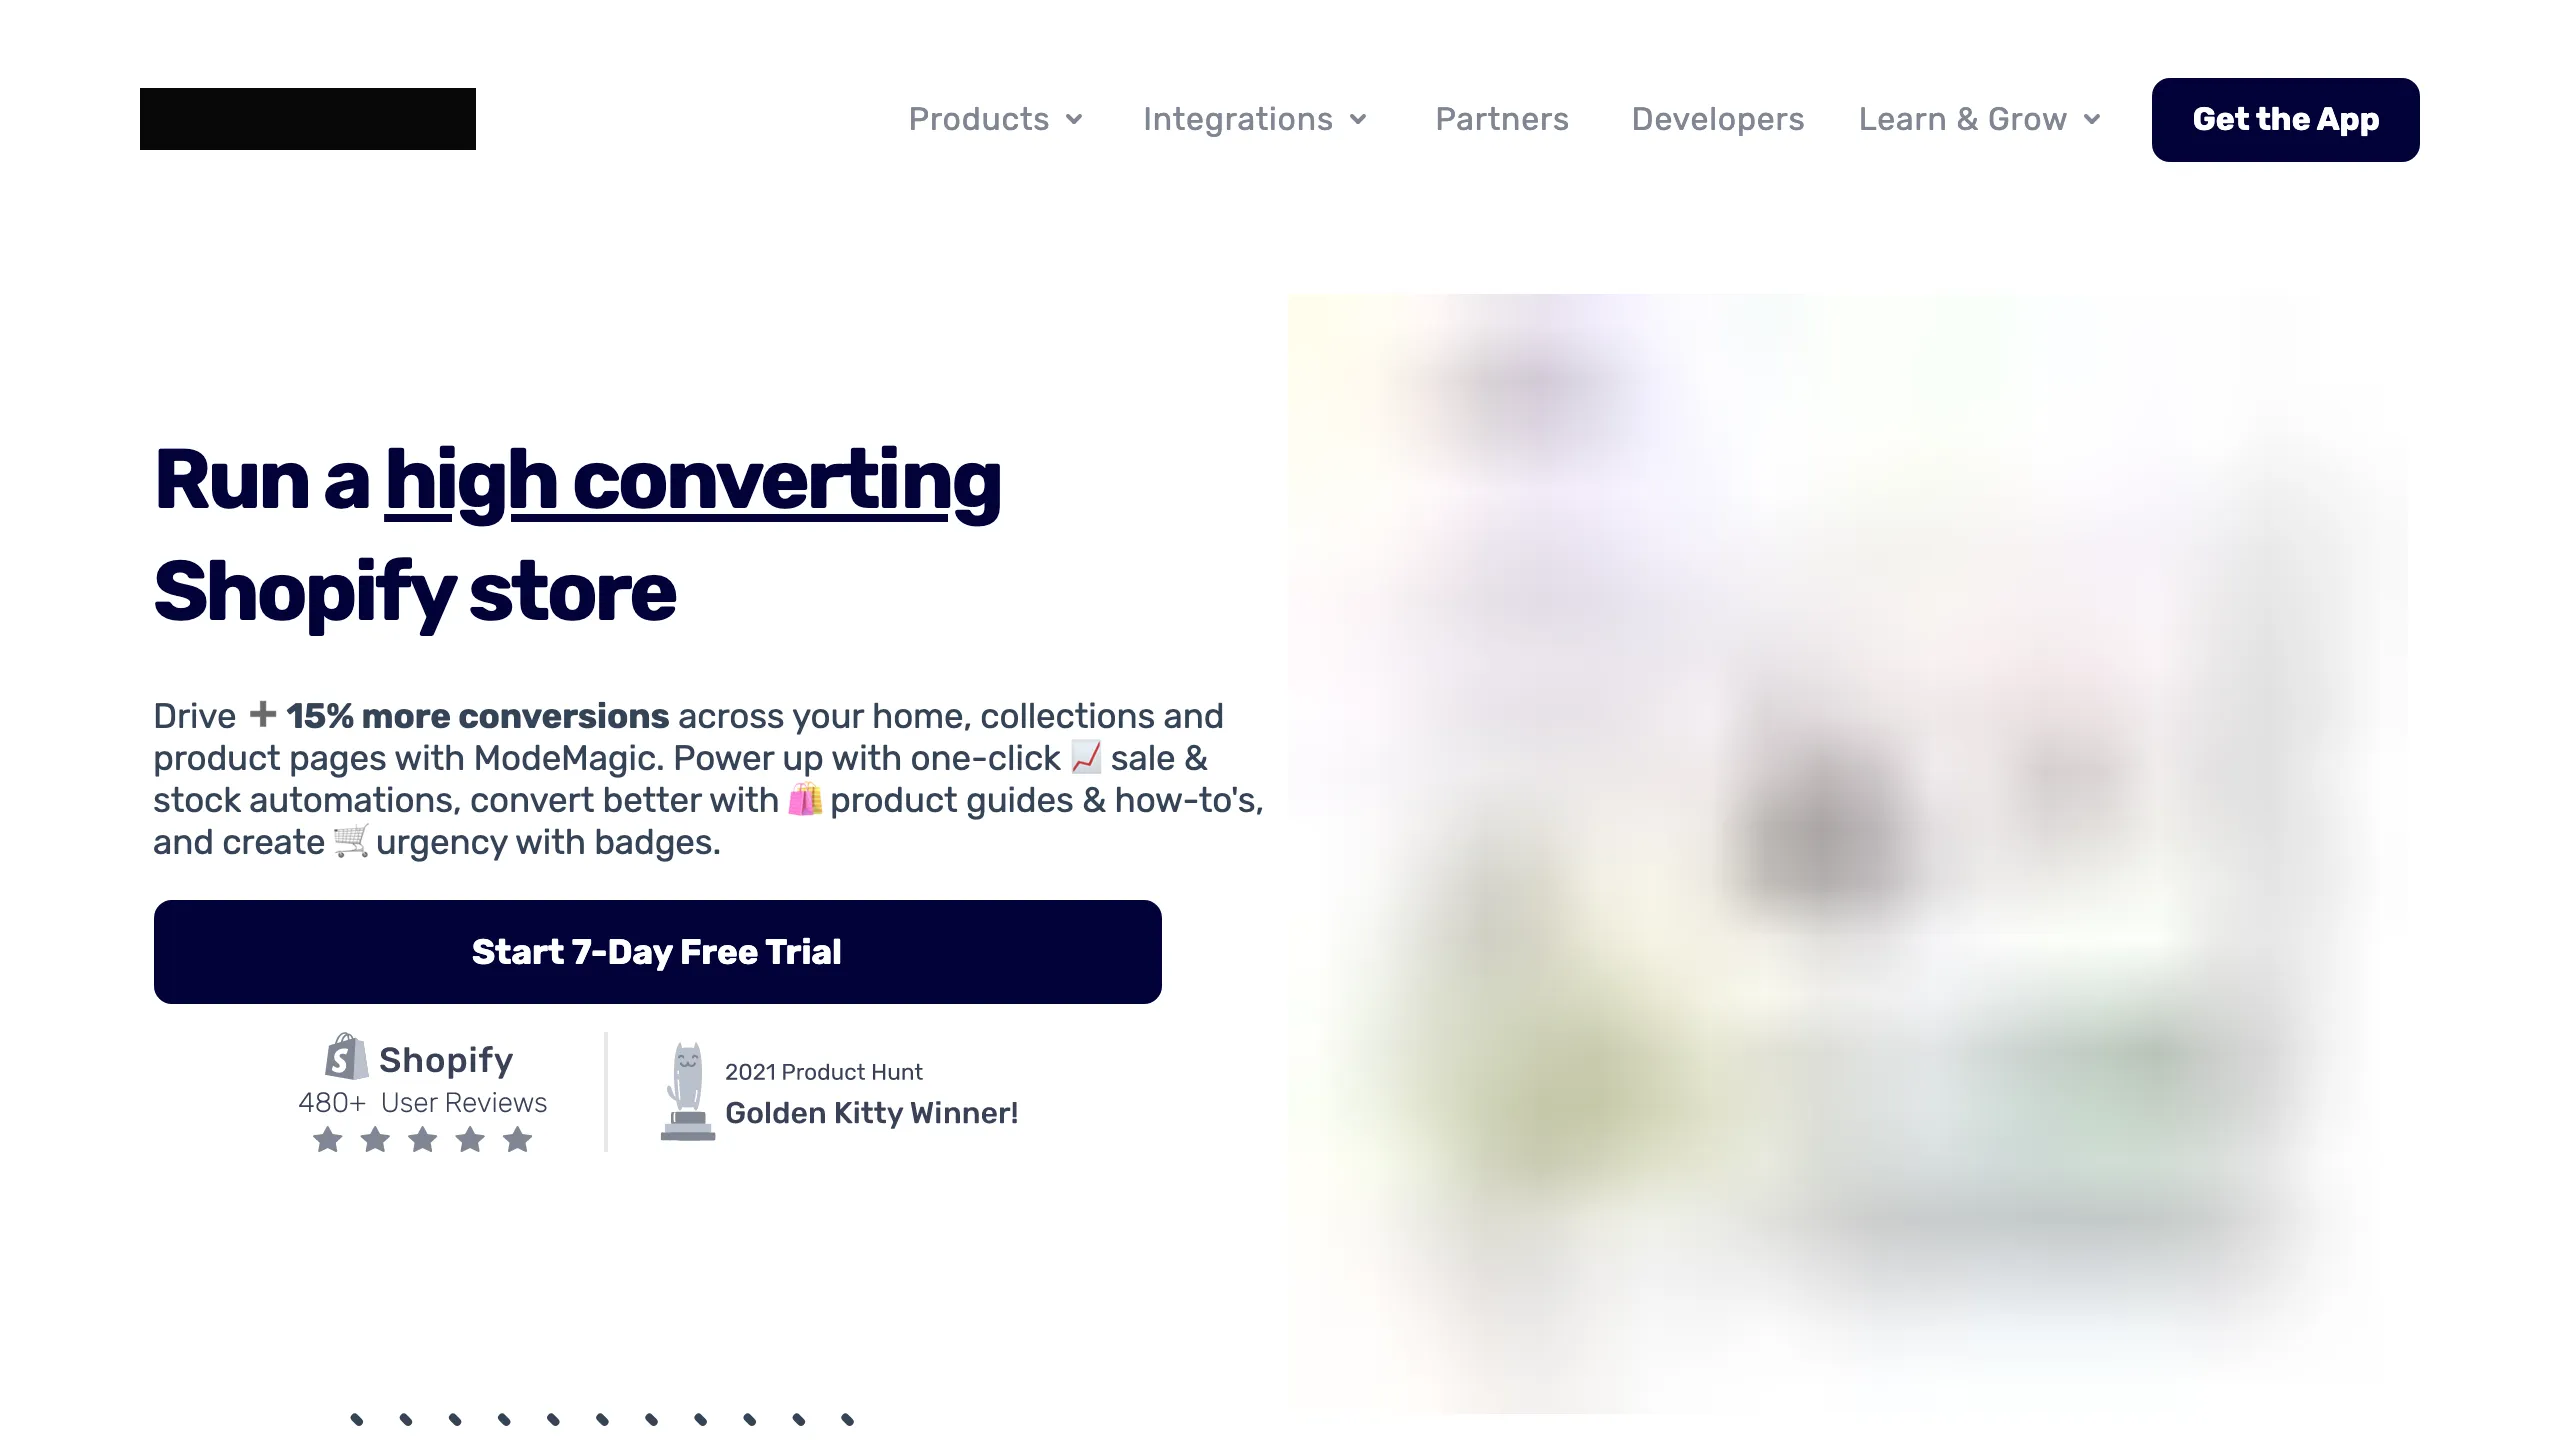 Products
Integrations
Partners
Developers
Learn & Grow
Get the App
Run a high converting
Shopify store
Drive ➕ 15% more conversions across your home, collections and
product pages with ModeMagic. Power up with one-click 📈 sale &
stock automations, convert better with 🛍️ product guides & how-to's,
and create 🛒 urgency with badges.
Start 7-Day Free Trial
Shopify
480+ User Reviews
2021 Product Hunt
Golden Kitty Winner!